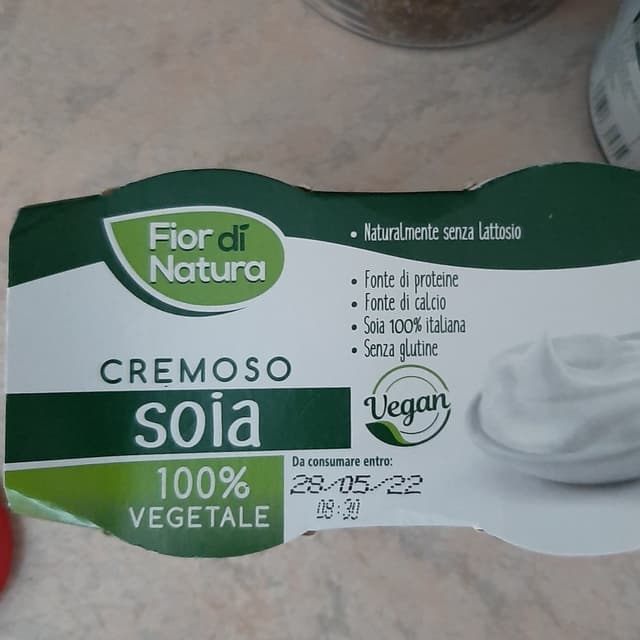 Fior di
Natura
• Naturalmente senza lattosio
• Fonte di proteine
• Fonte di calcio
• Soia 100% italiana
• Senza glutine
CREMOSO
soia
Vegan
100%
VEGETALE
Da consumare entro:
28/05/22
08:30